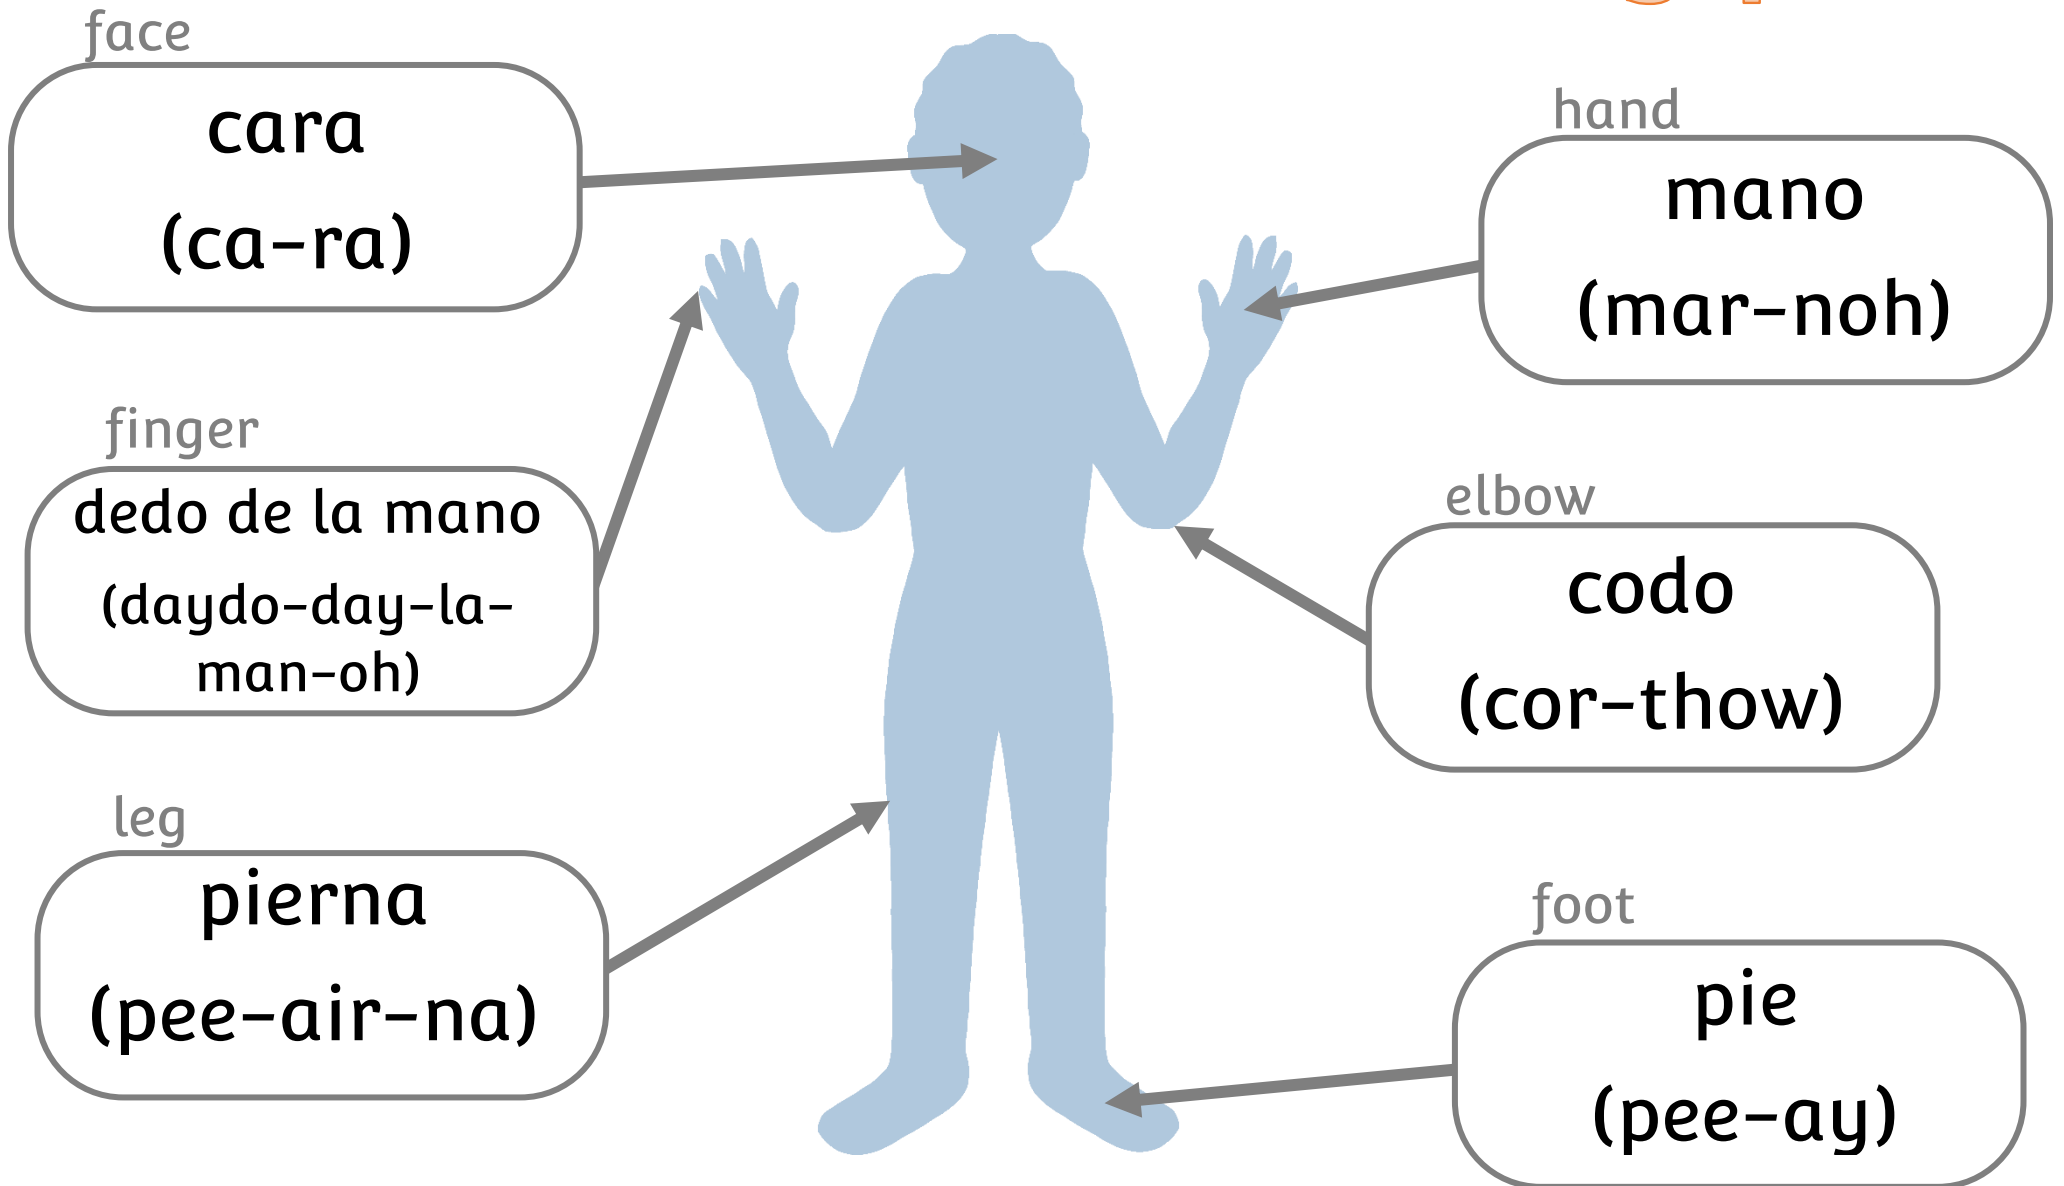 face
cara
(ca-ra)
finger
dedo de la mano
(daydo-day-la-
man-oh)
leg
pierna
(pee-air-na)
hand
mano
(mar-noh)
elbow
codo
(cor-thow)
foot
pie
(pee-ay)